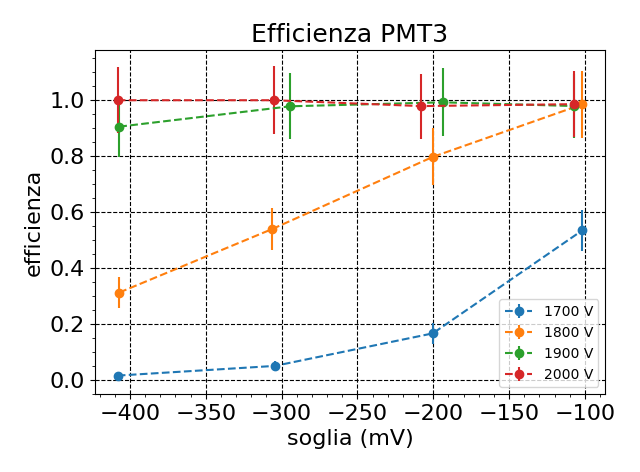 Efficienza PMT3
efficienza
1.0
0.8
0.6
0.4
0.2
0.0
−400
−350
−300
−250
−200
−150
−100
soglia (mV)
1700 V
1800 V
1900 V
2000 V